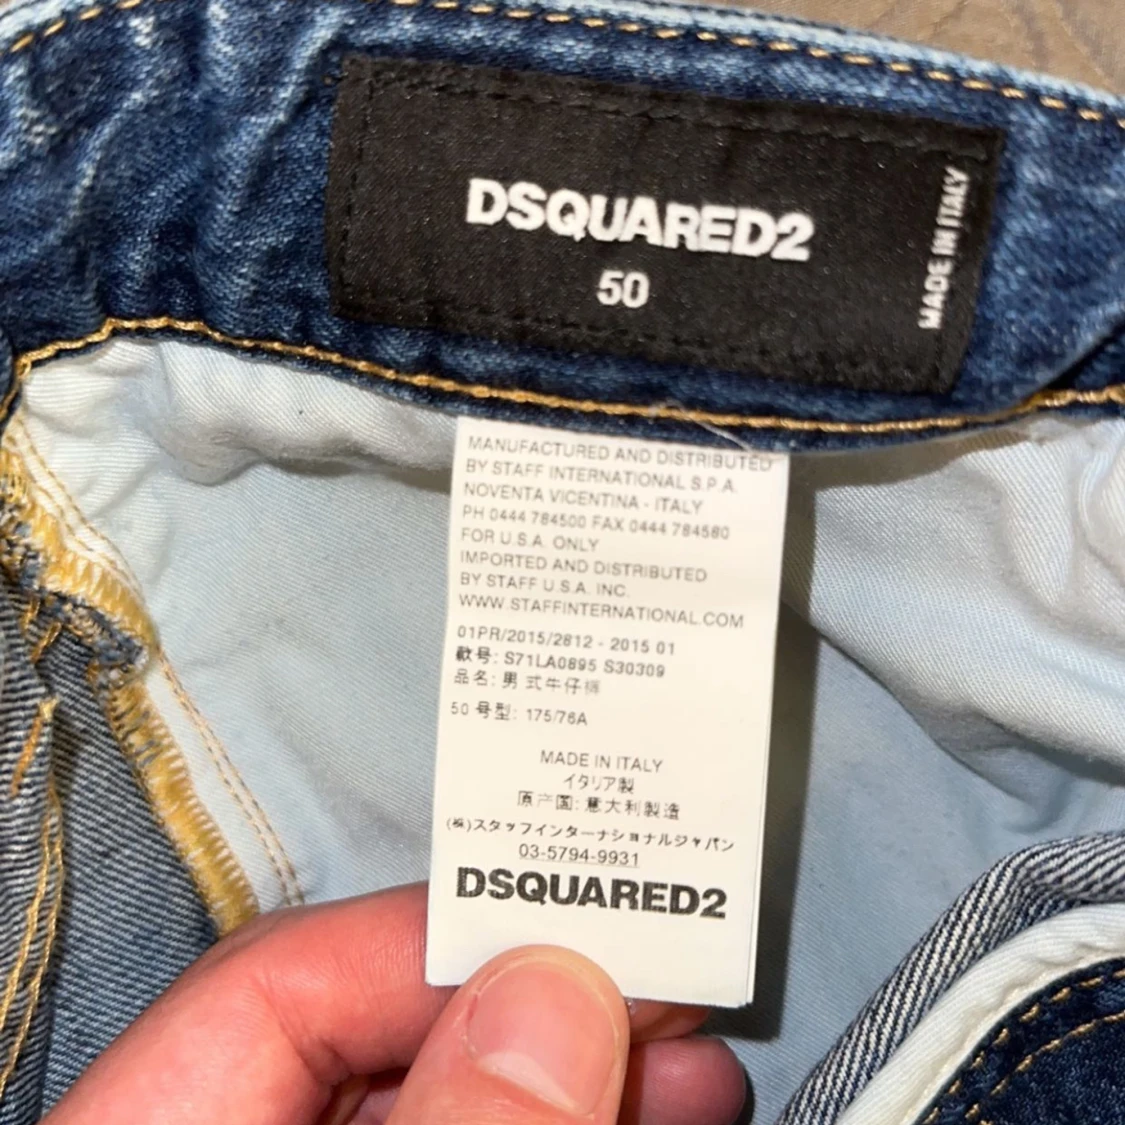 DSQUARED2
50
MADE IN ITALY
MANUFACTURED AND DISTRIBUTED
BY STAFF INTERNATIONAL S.P.A.
NOVENTA VICENTINA - ITALY
PH 0444 784500 FAX 0444 784580
FOR U.S.A. ONLY
IMPORTED AND DISTRIBUTED
BY STAFF U.S.A. INC.
WWW.STAFFINTERNATIONAL.COM
01PR/2015/2812 - 2015 01
款号: S71LA0895 S30309
品名: 男式牛仔裤
50 号型: 175/76A
MADE IN ITALY
イタリア製
原产国: 意大利製造
(株)スタッフインターナショナルジャパン
03-5794-9931
DSQUARED2